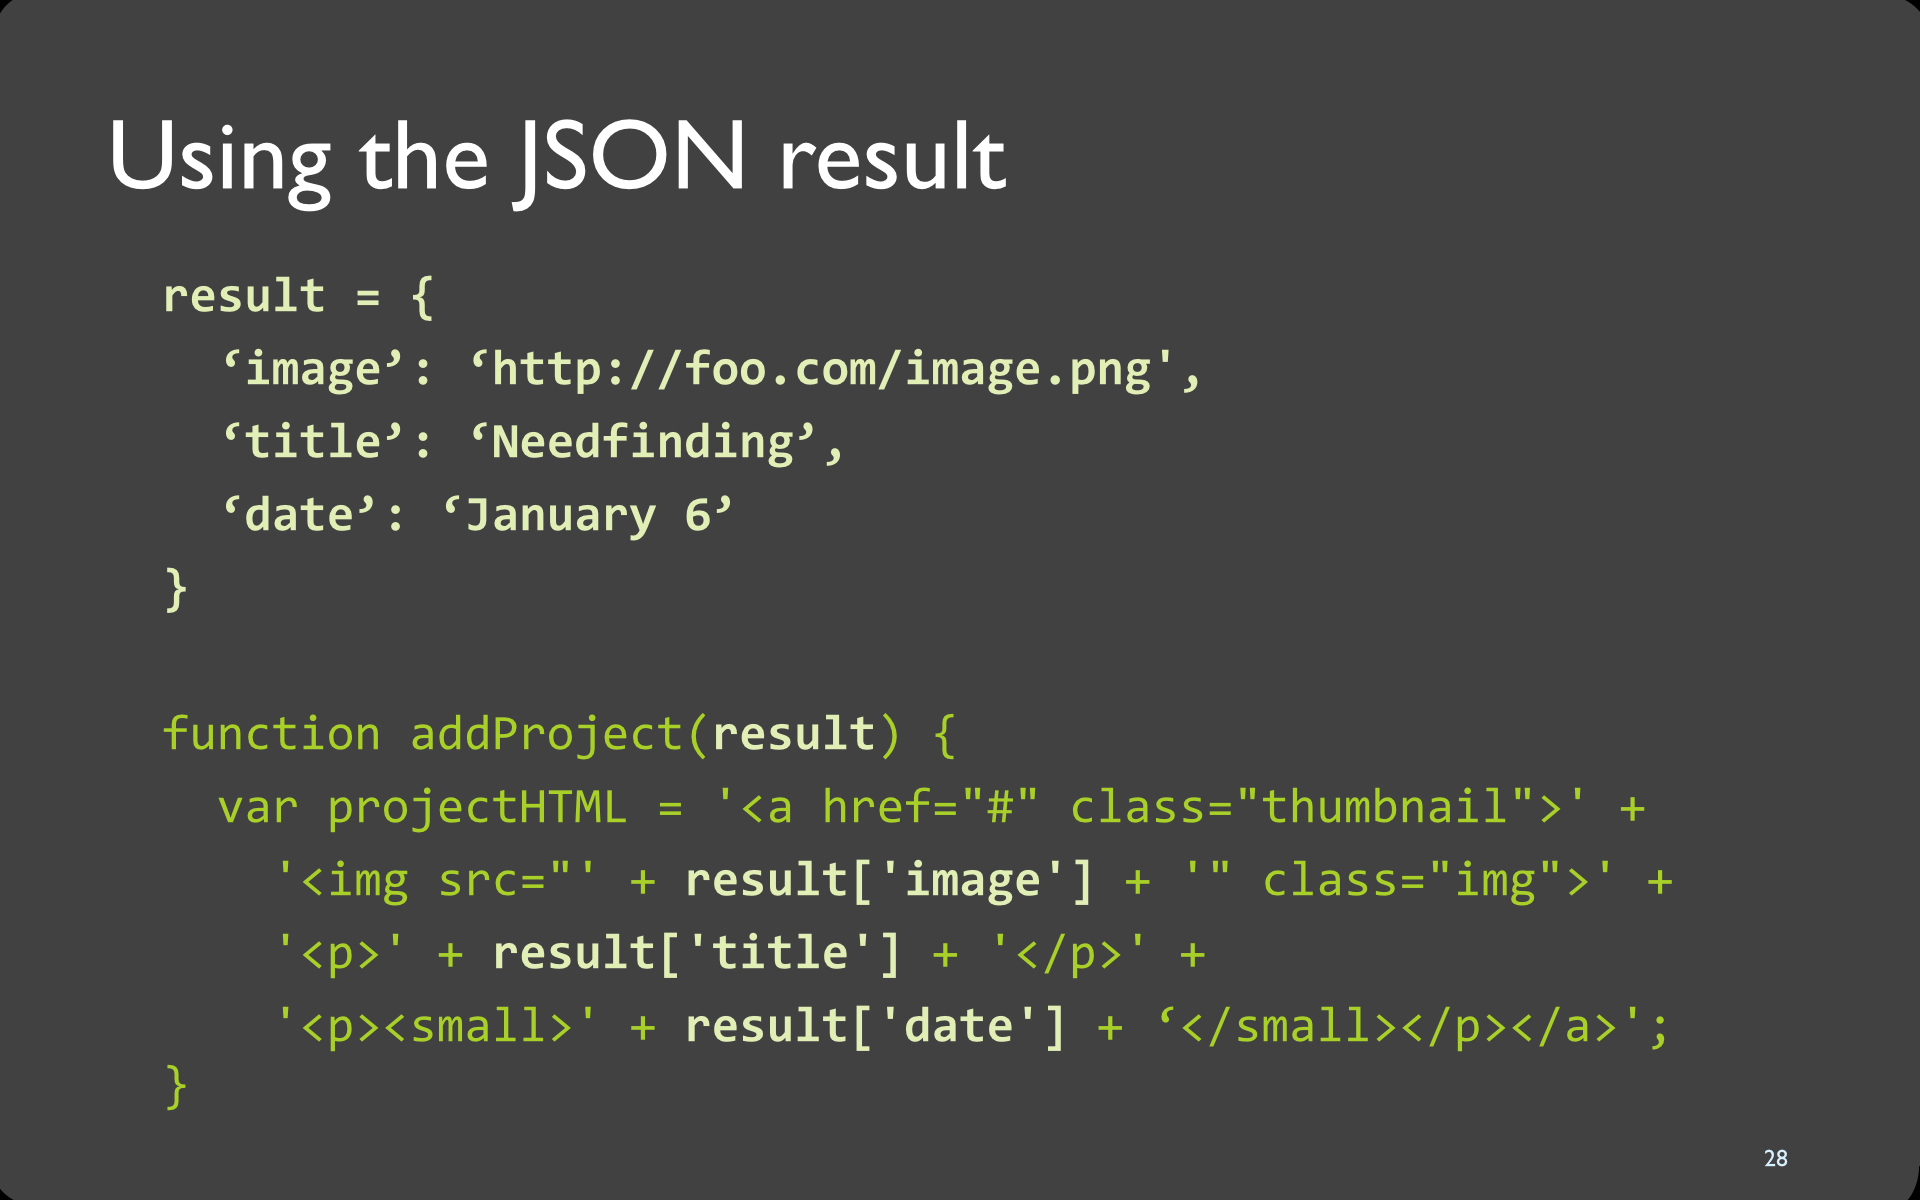 Using the JSON result
result = {
‘image’: ‘http://foo.com/image.png',
‘title’: ‘Needfinding’,
‘date’: ‘January 6’
}
function addProject(result) {
var projectHTML = '<a href="#" class="thumbnail">' +
'<img src="' + result['image'] + '" class="img">' +
'<p>' + result['title'] + '</p>' +
'<p><small>' + result['date'] + ‘</small></p></a>';
}
28